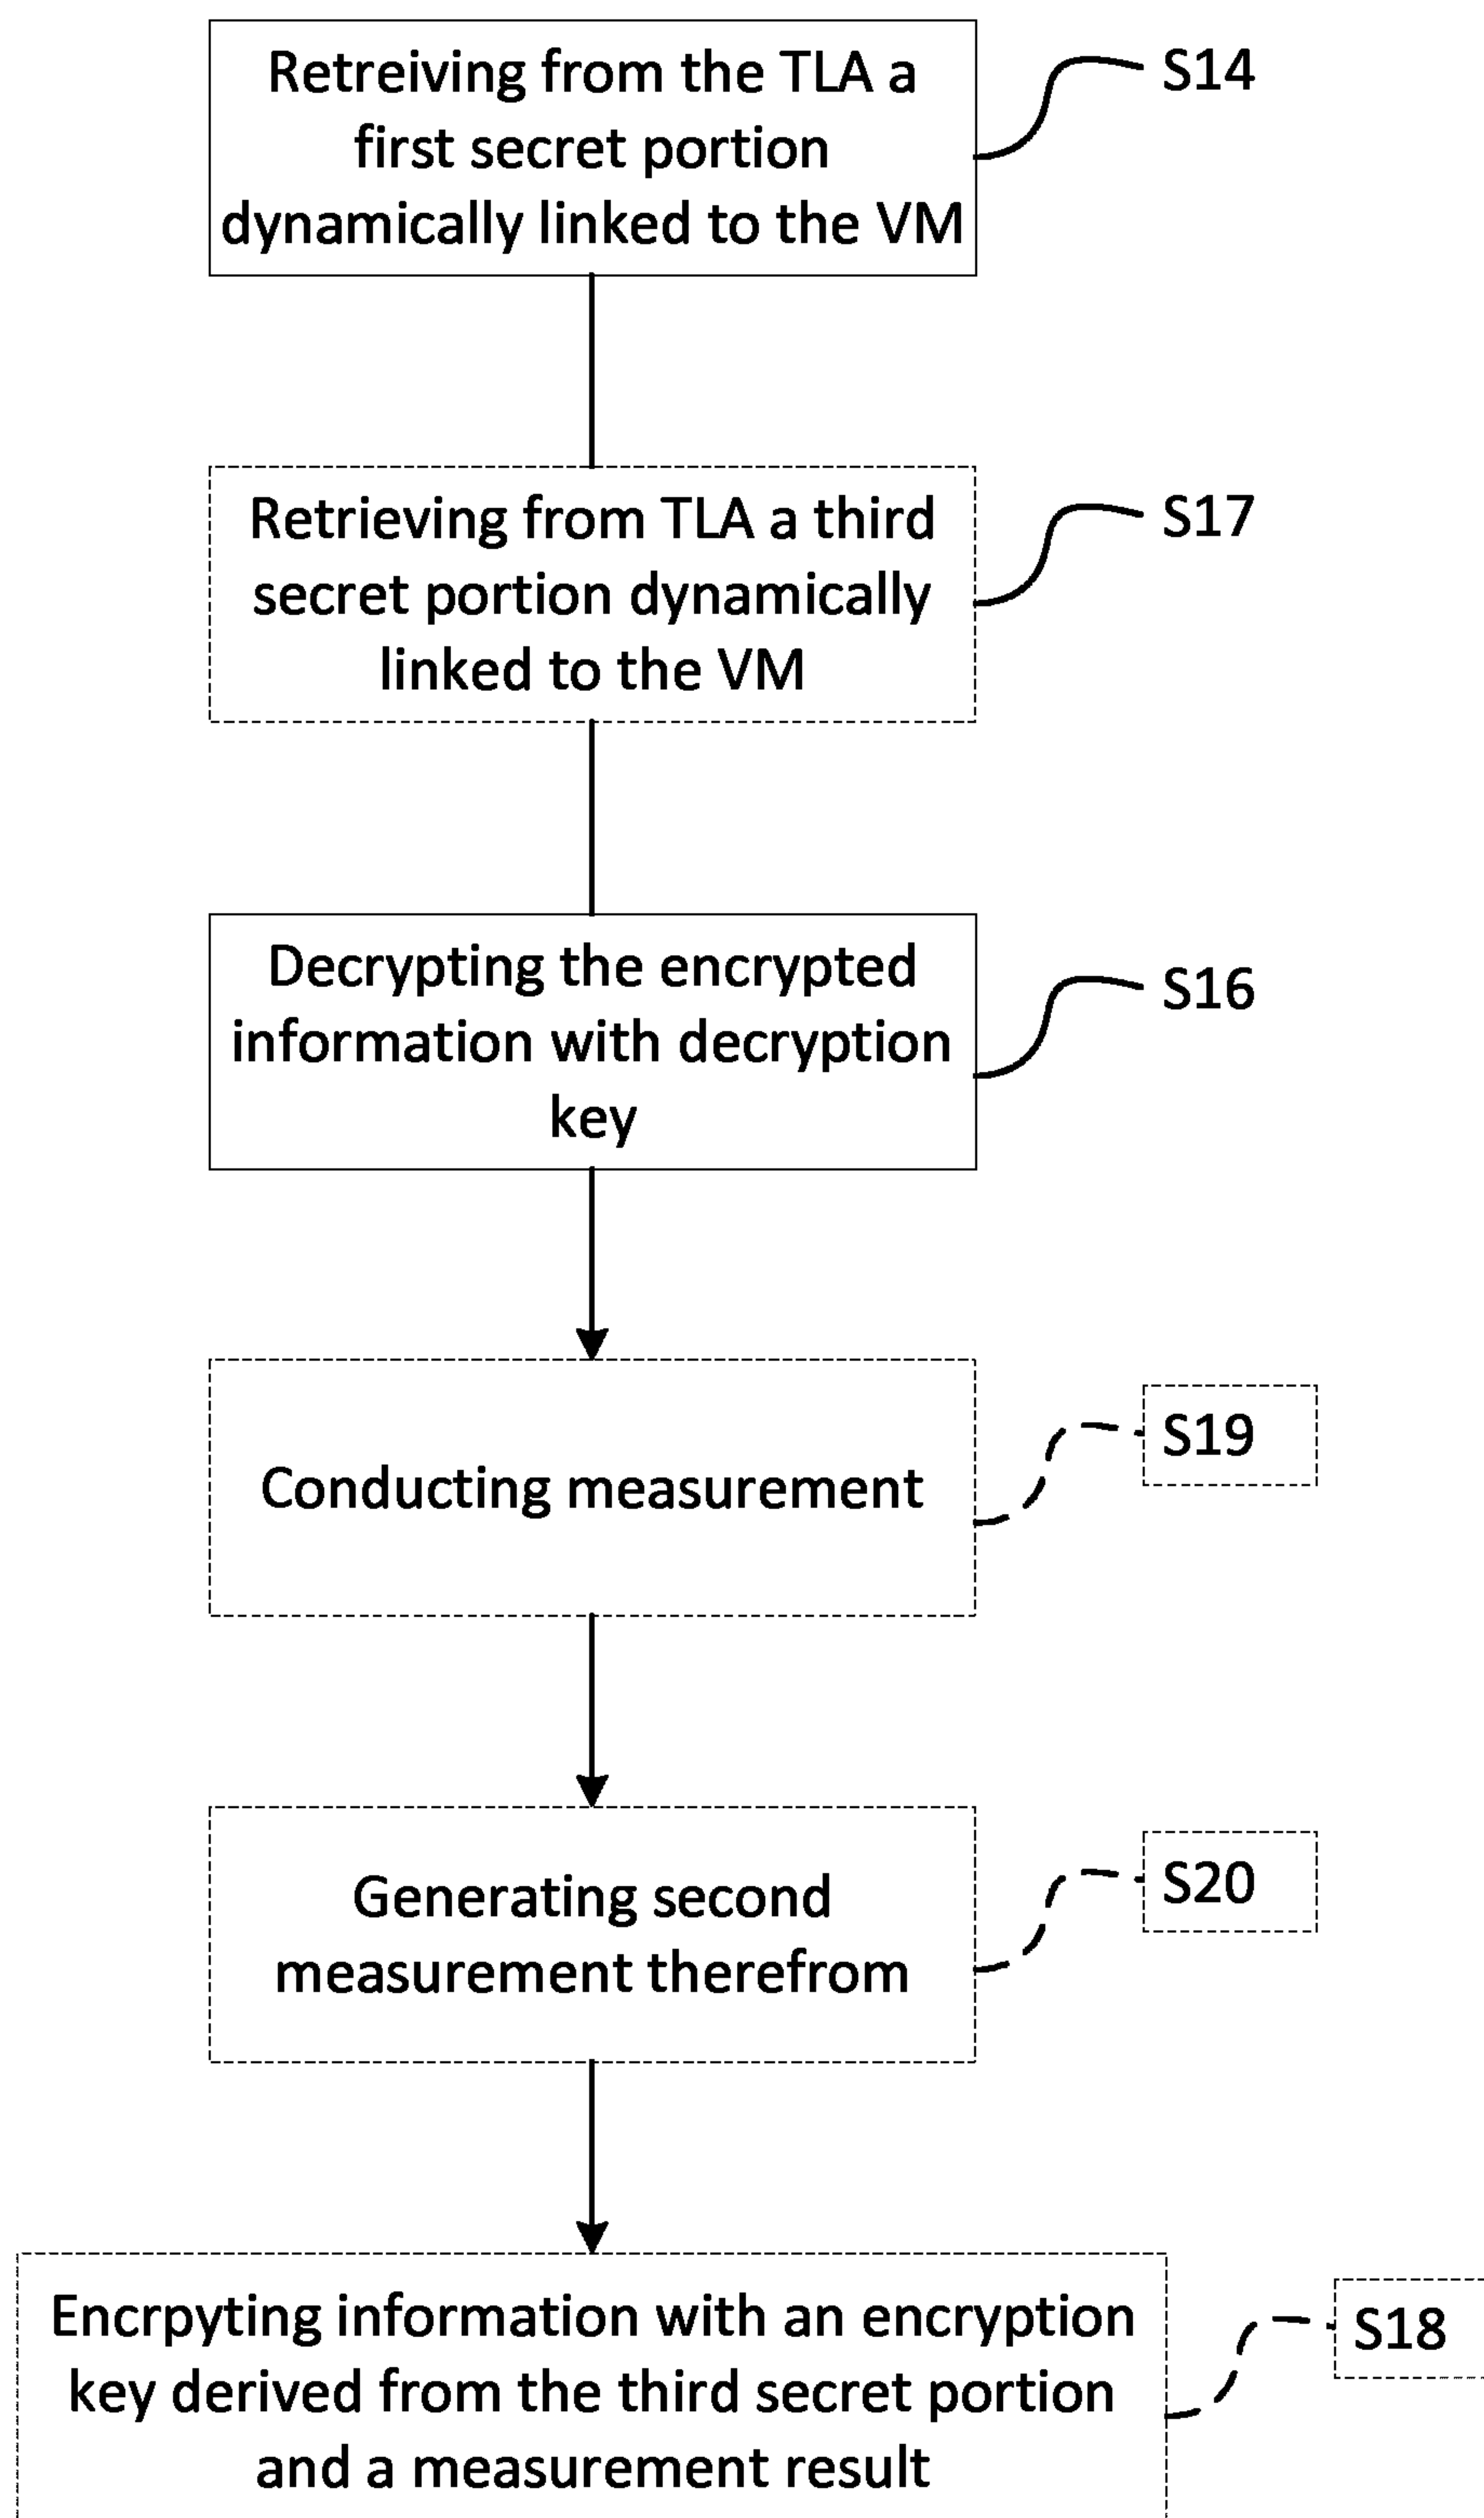 Retreiving from the TLA a
first secret portion
dynamically linked to the VM
S14
Retrieving from TLA a third
secret portion dynamically
linked to the VM
S17
Decrypting the encrypted
information with decryption
key
S16
Conducting measurement
S19
Generating second
measurement therefrom
S20
Encrpyting information with an encryption
key derived from the third secret portion
and a measurement result
S18